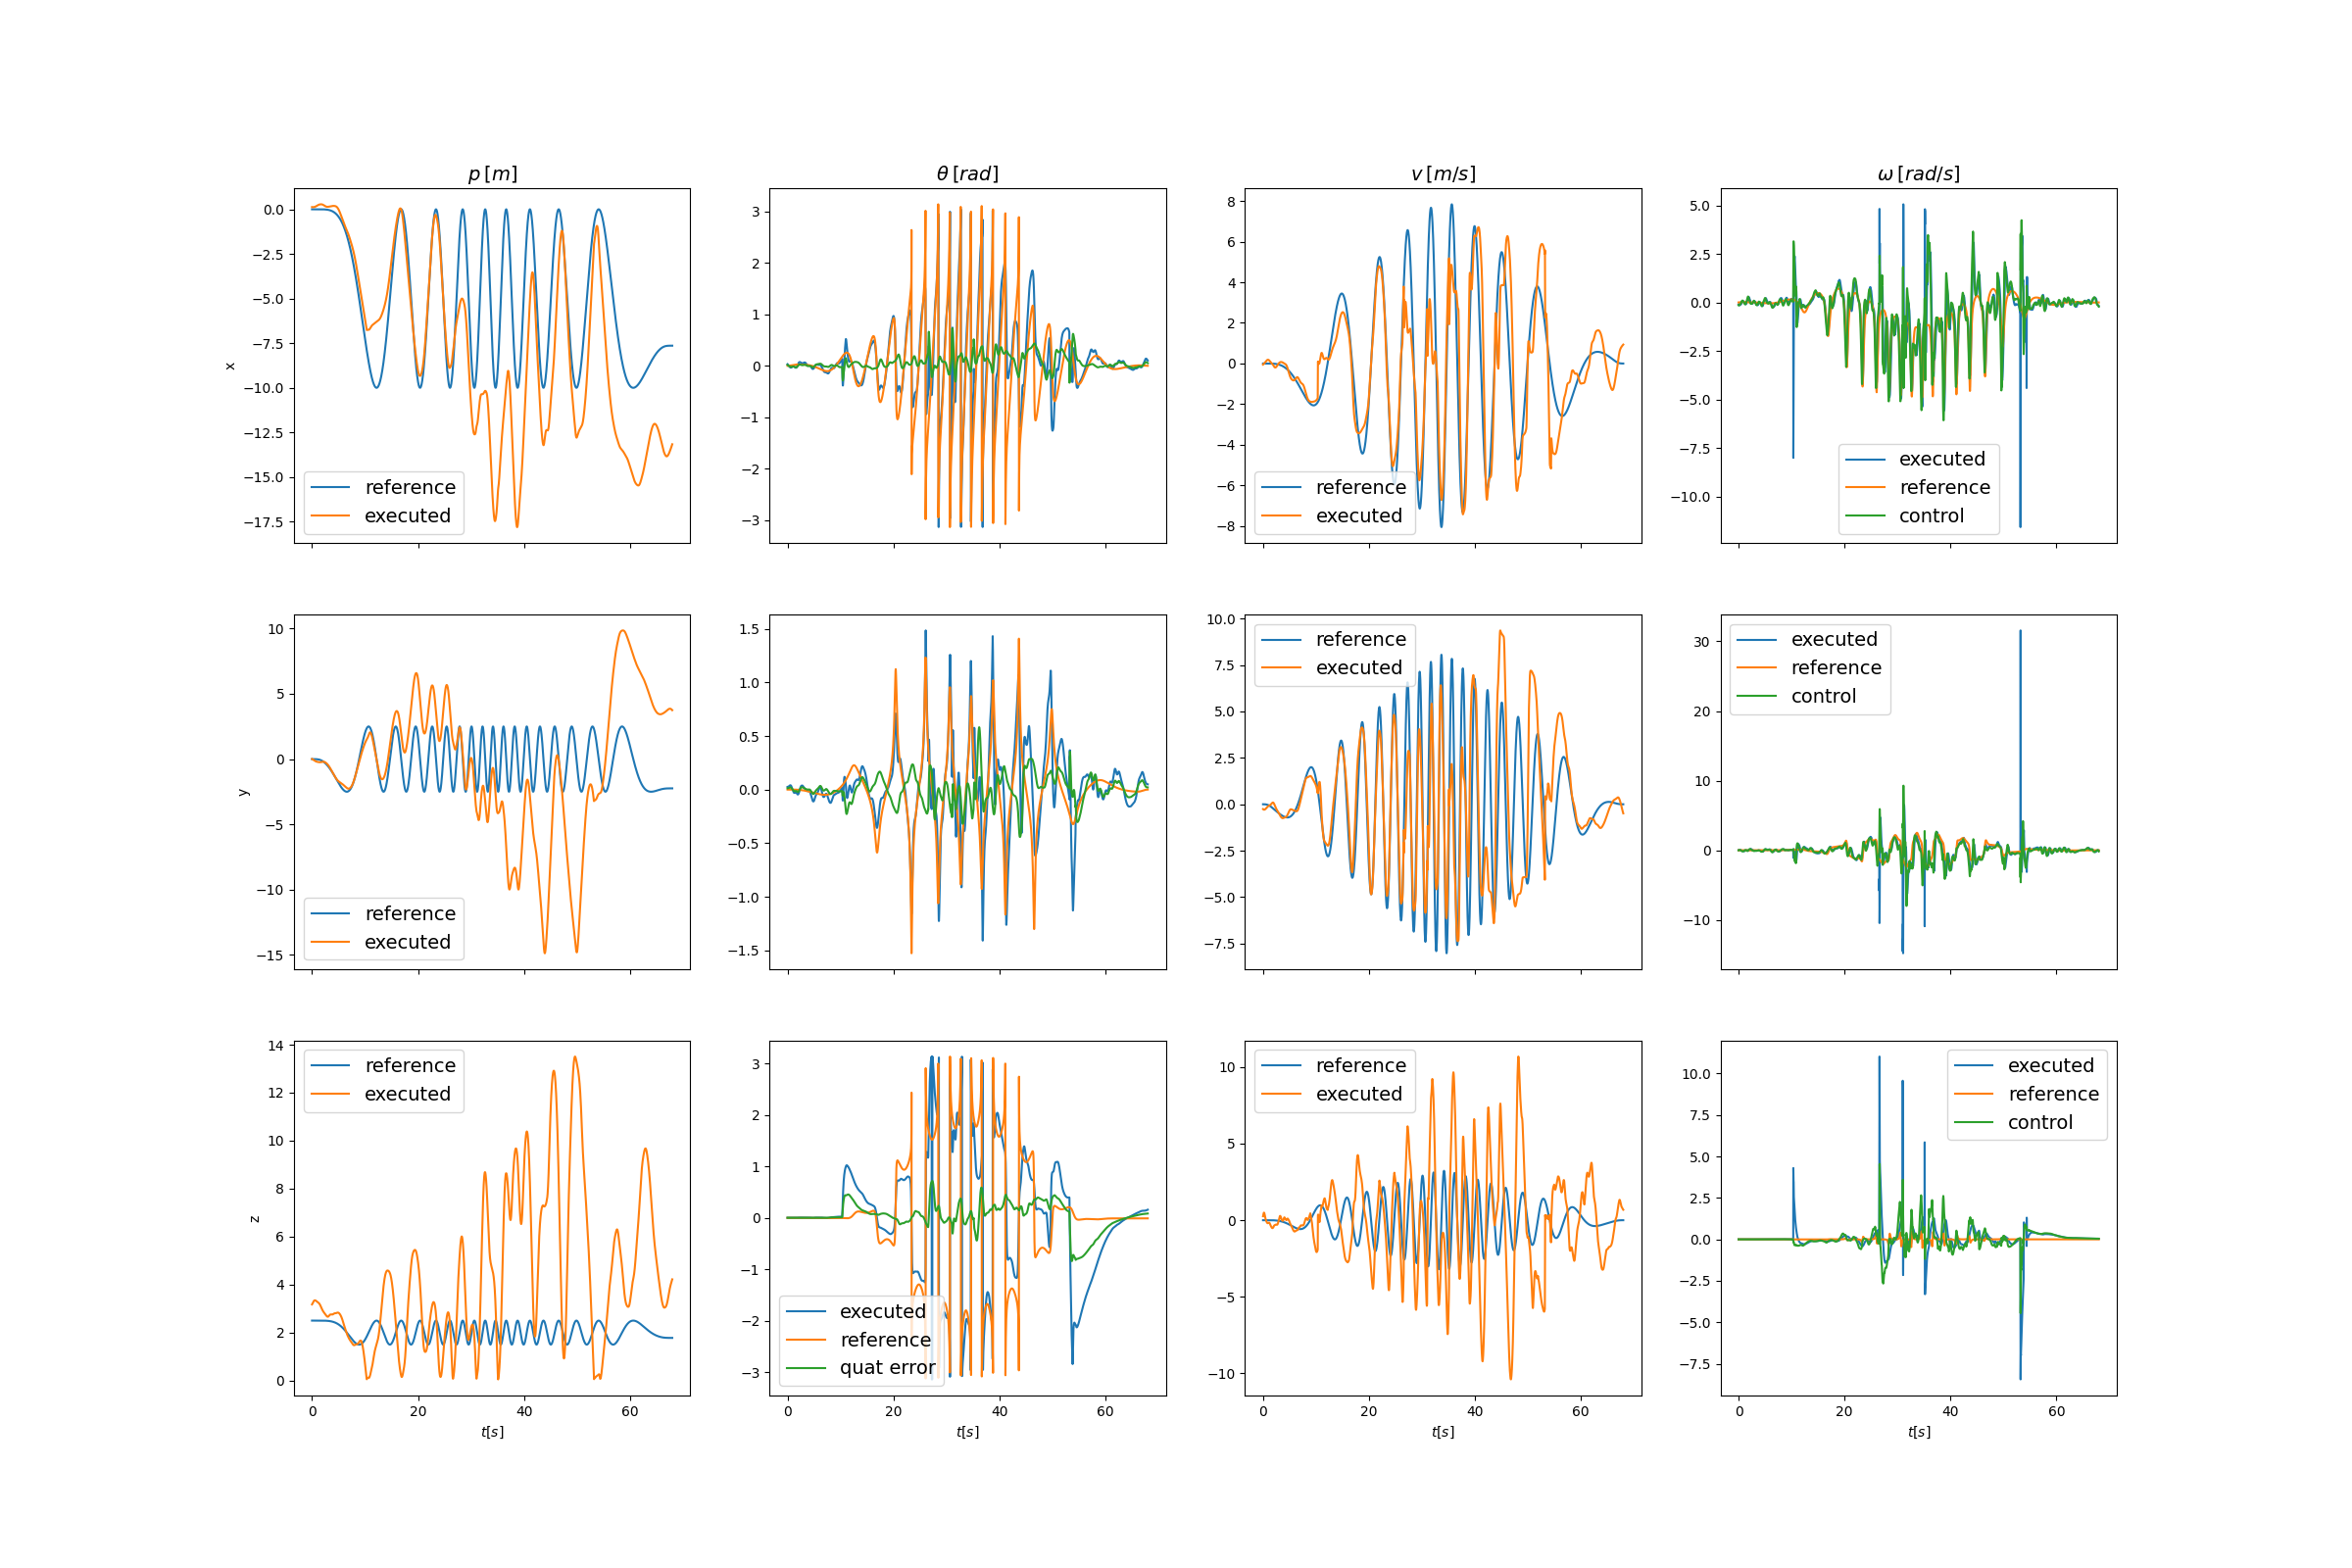 p [m] θ [rad] v [m/s] ω [rad/s]
x
0.0
−2.5
−5.0
−7.5
−10.0
−12.5
−15.0
−17.5
reference
executed
3
2
1
0
−1
−2
−3
8
6
4
2
0
−2
−4
−6
−8
reference
executed
5.0
2.5
0.0
−2.5
−5.0
−7.5
−10.0
executed
reference
control
y
10
5
0
−5
−10
−15
reference
executed
1.5
1.0
0.5
0.0
−0.5
−1.0
−1.5
10.0
7.5
5.0
2.5
0.0
−2.5
−5.0
−7.5
reference
executed
30
20
10
0
−10
executed
reference
control
z
14
12
10
8
6
4
2
0
reference
executed
0 20 40 60
t[s]
3
2
1
0
−1
−2
−3
executed
reference
quat error
0 20 40 60
t[s]
10
5
0
−5
−10
reference
executed
0 20 40 60
t[s]
10.0
7.5
5.0
2.5
0.0
−2.5
−5.0
−7.5
executed
reference
control
0 20 40 60
t[s]